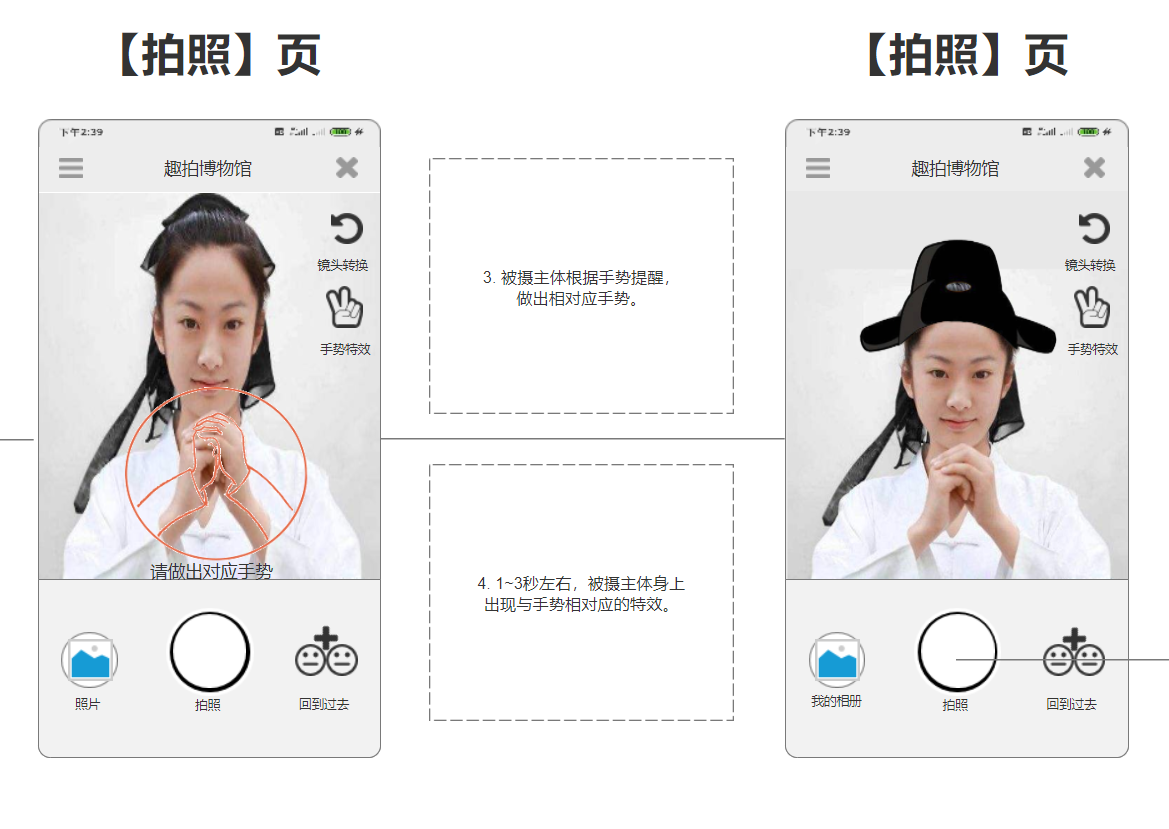 【拍照】页
下午2:39
趣拍博物馆
镜头转换
手势特效
请做出对应手势
照片
拍照
回到过去
3. 被摄主体根据手势提醒，
做出相对应手势。
4. 1~3秒左右，被摄主体身上
出现与手势相对应的特效。
【拍照】页
下午2:39
趣拍博物馆
镜头转换
手势特效
我的相册
拍照
回到过去